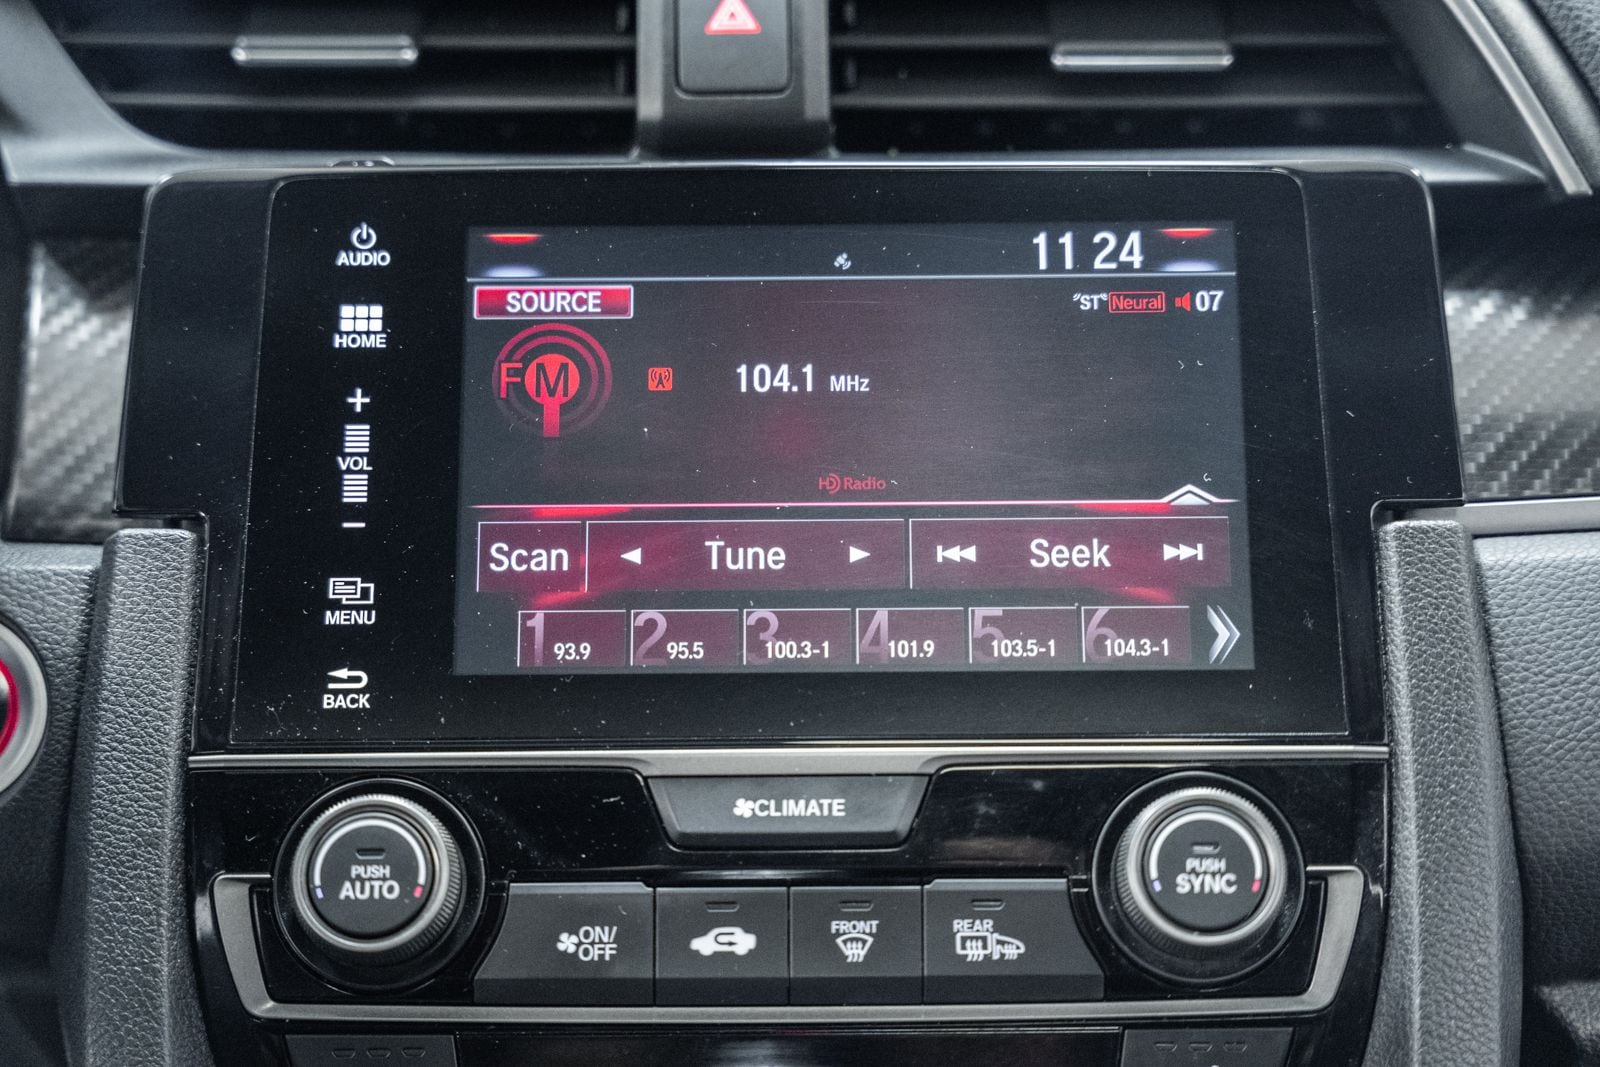 AUDIO
HOME
+
VOL
−
MENU
BACK
11 24
SOURCE
"ST" Neural 07
FM
104.1 MHz
HD Radio
Scan
Tune
Seek
1 93.9
2 95.5
3 100.3-1
4 101.9
5 103.5-1
6 104.3-1
CLIMATE
PUSH
AUTO
PUSH
SYNC
ON/
OFF
FRONT
REAR